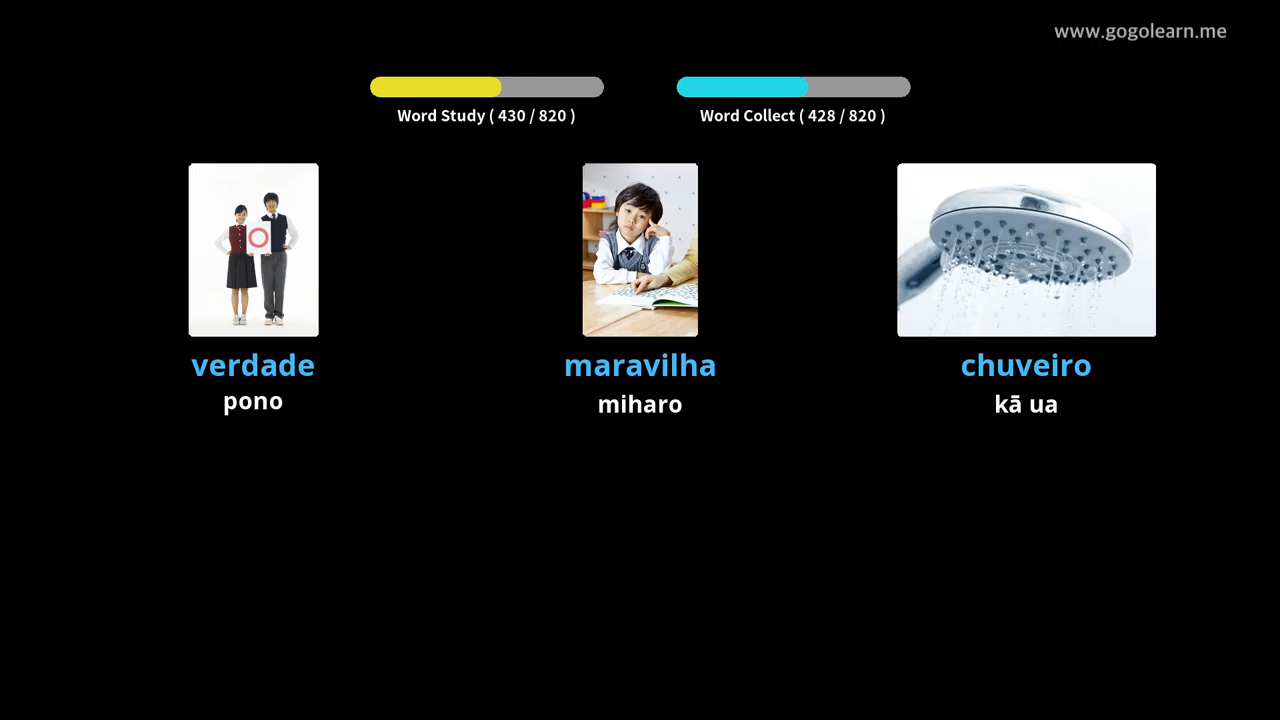 www.gogolearn.me
Word Study ( 430 / 820 )
Word Collect ( 428 / 820 )
verdade
pono
maravilha
miharo
chuveiro
kā ua